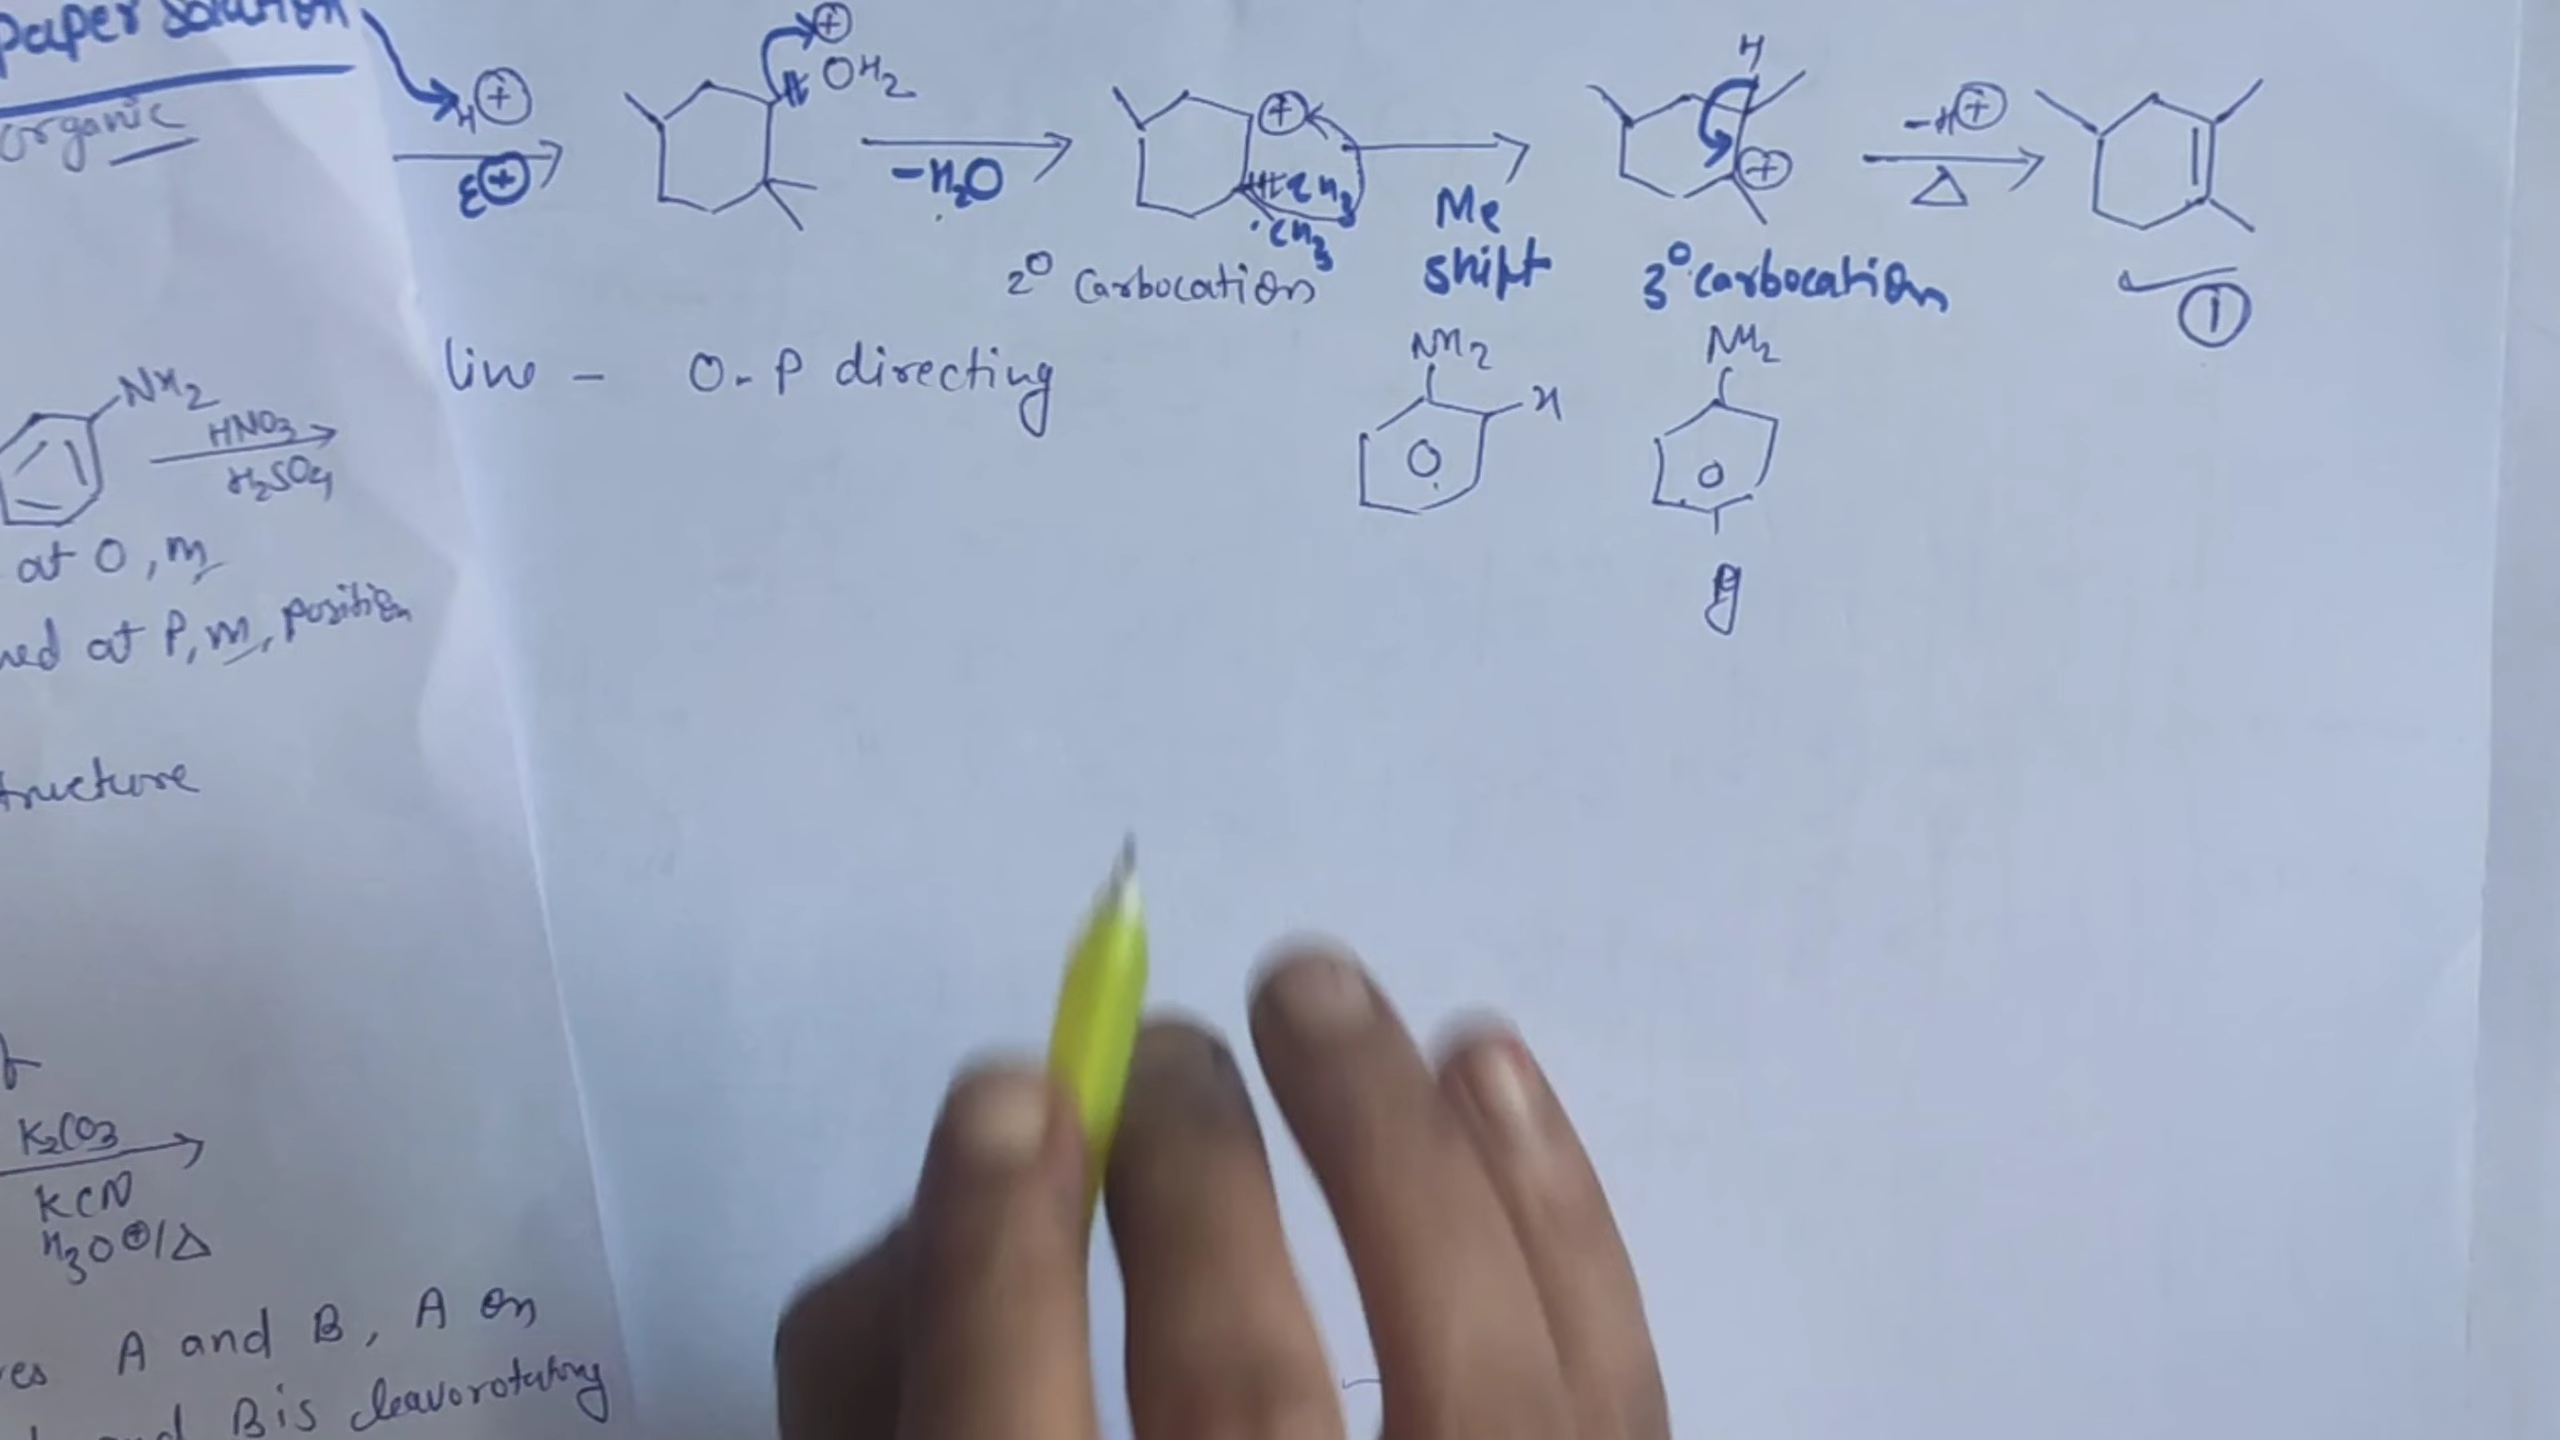 paper solution
organic
H⊕
E⊕
⊕
OH2
-H2O
⊕
CH3
CH3
2° carbocation
Me
shift
H
⊕
3° carbocation
-H⊕
△
①
line - O-P directing
NH2
x
NH2
y
NH2
HNO3
H2SO4
at O, m
ed at P, m, position
tructure
K2CO3
KCN
H3O⊕/△
es A and B, A on
B is leavorotatory